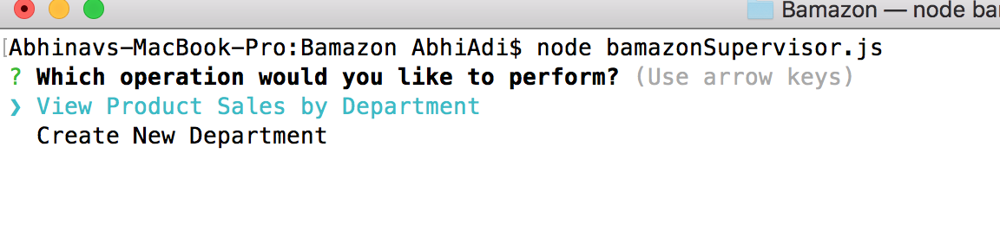 Bamazon — node ba
Abhinavs-MacBook-Pro:Bamazon AbhiAdi$ node bamazonSupervisor.js
? Which operation would you like to perform? (Use arrow keys)
❯ View Product Sales by Department
Create New Department